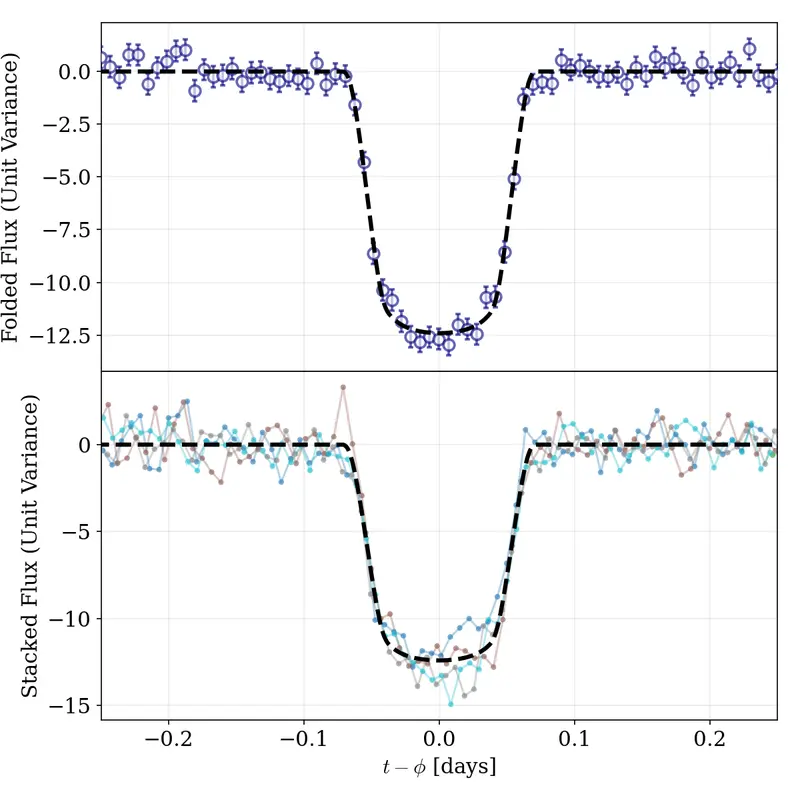 Folded Flux (Unit Variance)
0.0
−2.5
−5.0
−7.5
−10.0
−12.5
Stacked Flux (Unit Variance)
0
−5
−10
−15
−0.2 −0.1 0.0 0.1 0.2
t − ϕ [days]